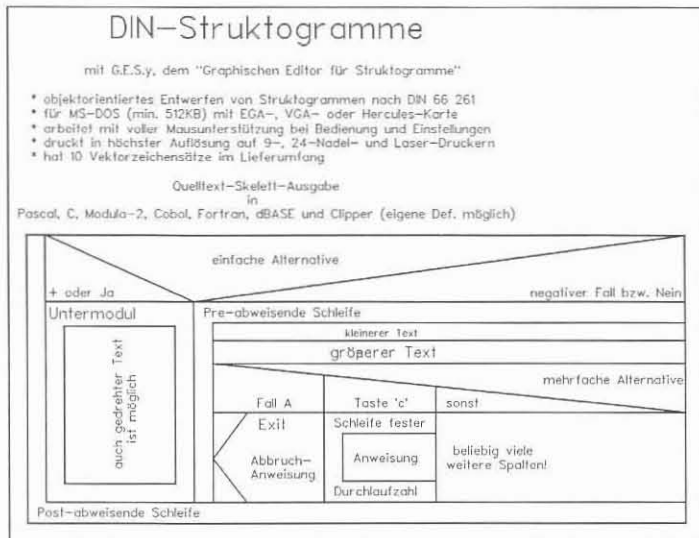 DIN-Struktogramme
mit G.E.S.y, dem "Graphischen Editor für Struktogramme"
* objektorientiertes Entwerfen von Struktogrammen nach DIN 66 261
* für MS-DOS (min. 512KB) mit EGA-, VGA- oder Hercules-Karte
* arbeitet mit voller Mausunterstützung bei Bedienung und Einstellungen
* druckt in höchster Auflösung auf 9-, 24-Nadel- und Laser-Druckern
* hat 10 Vektorzeichensätze im Lieferumfang
Quelltext-Skelett-Ausgabe
in
Pascal, C, Modula-2, Cobol, Fortran, dBASE und Clipper (eigene Def. möglich)
einfache Alternative
+ oder Ja
negativer Fall bzw. Nein
Untermodul
auch gedrehter Text
ist möglich
Pre-abweisende Schleife
kleinerer Text
größerer Text
mehrfache Alternative
Fall A
Taste 'c'
sonst
Exit
Abbruch-
Anweisung
Schleife fester
Anweisung
Durchlaufzahl
beliebig viele
weitere Spalten!
Post-abweisende Schleife